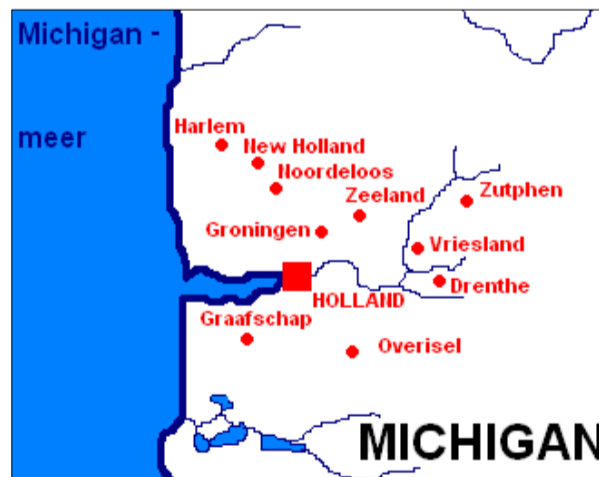 Michigan -
meer
Harlem
New Holland
Noordeloos
Zeeland
Zutphen
Groningen
Vriesland
HOLLAND
Drenthe
Graafschap
Overisel
MICHIGAN